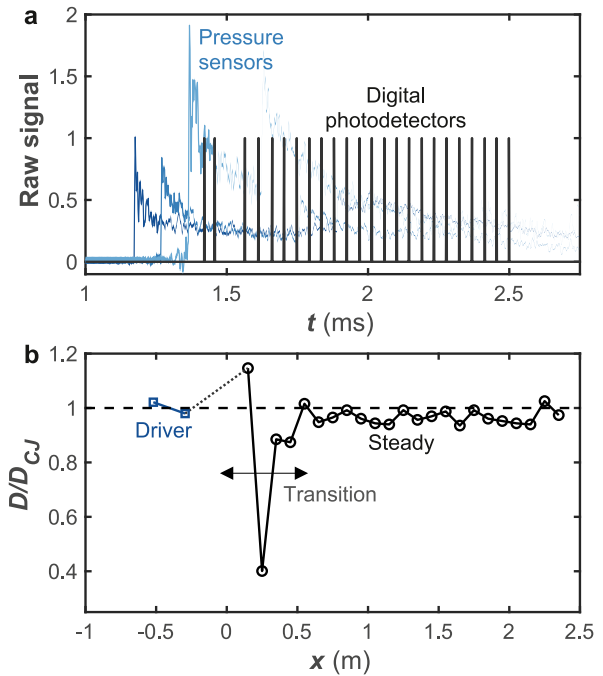 a
2
1.5
1
0.5
0
Raw signal
Pressure
sensors
Digital
photodetectors
1
1.5
2
2.5
t (ms)
b
1.2
1
0.8
0.6
0.4
D/D_CJ
Driver
Steady
Transition
-1
-0.5
0
0.5
1
1.5
2
2.5
x (m)